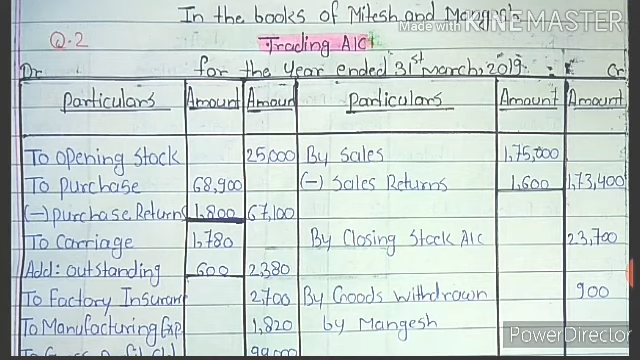 In the books of Mitesh and Mangesh
Made with KINEMASTER
Q.2
Trading A/C
Dr for the year ended 31st march, 2019. Cr
Particulars Amount Amount Particulars Amount Amount
To opening Stock 25,000 By Sales 1,75,000
To purchase 68,900 (-) Sales Returns 1,600 1,73,400
(-) purchase Returns 1,800 67,100
To Carriage 1,780 By Closing Stock A/C 23,700
Add: outstanding 600 2,380
To Factory Insuran 2,700 By Goods withdrawn 900
To Manufacturing Exp. 1,820 by Mangesh
PowerDirector